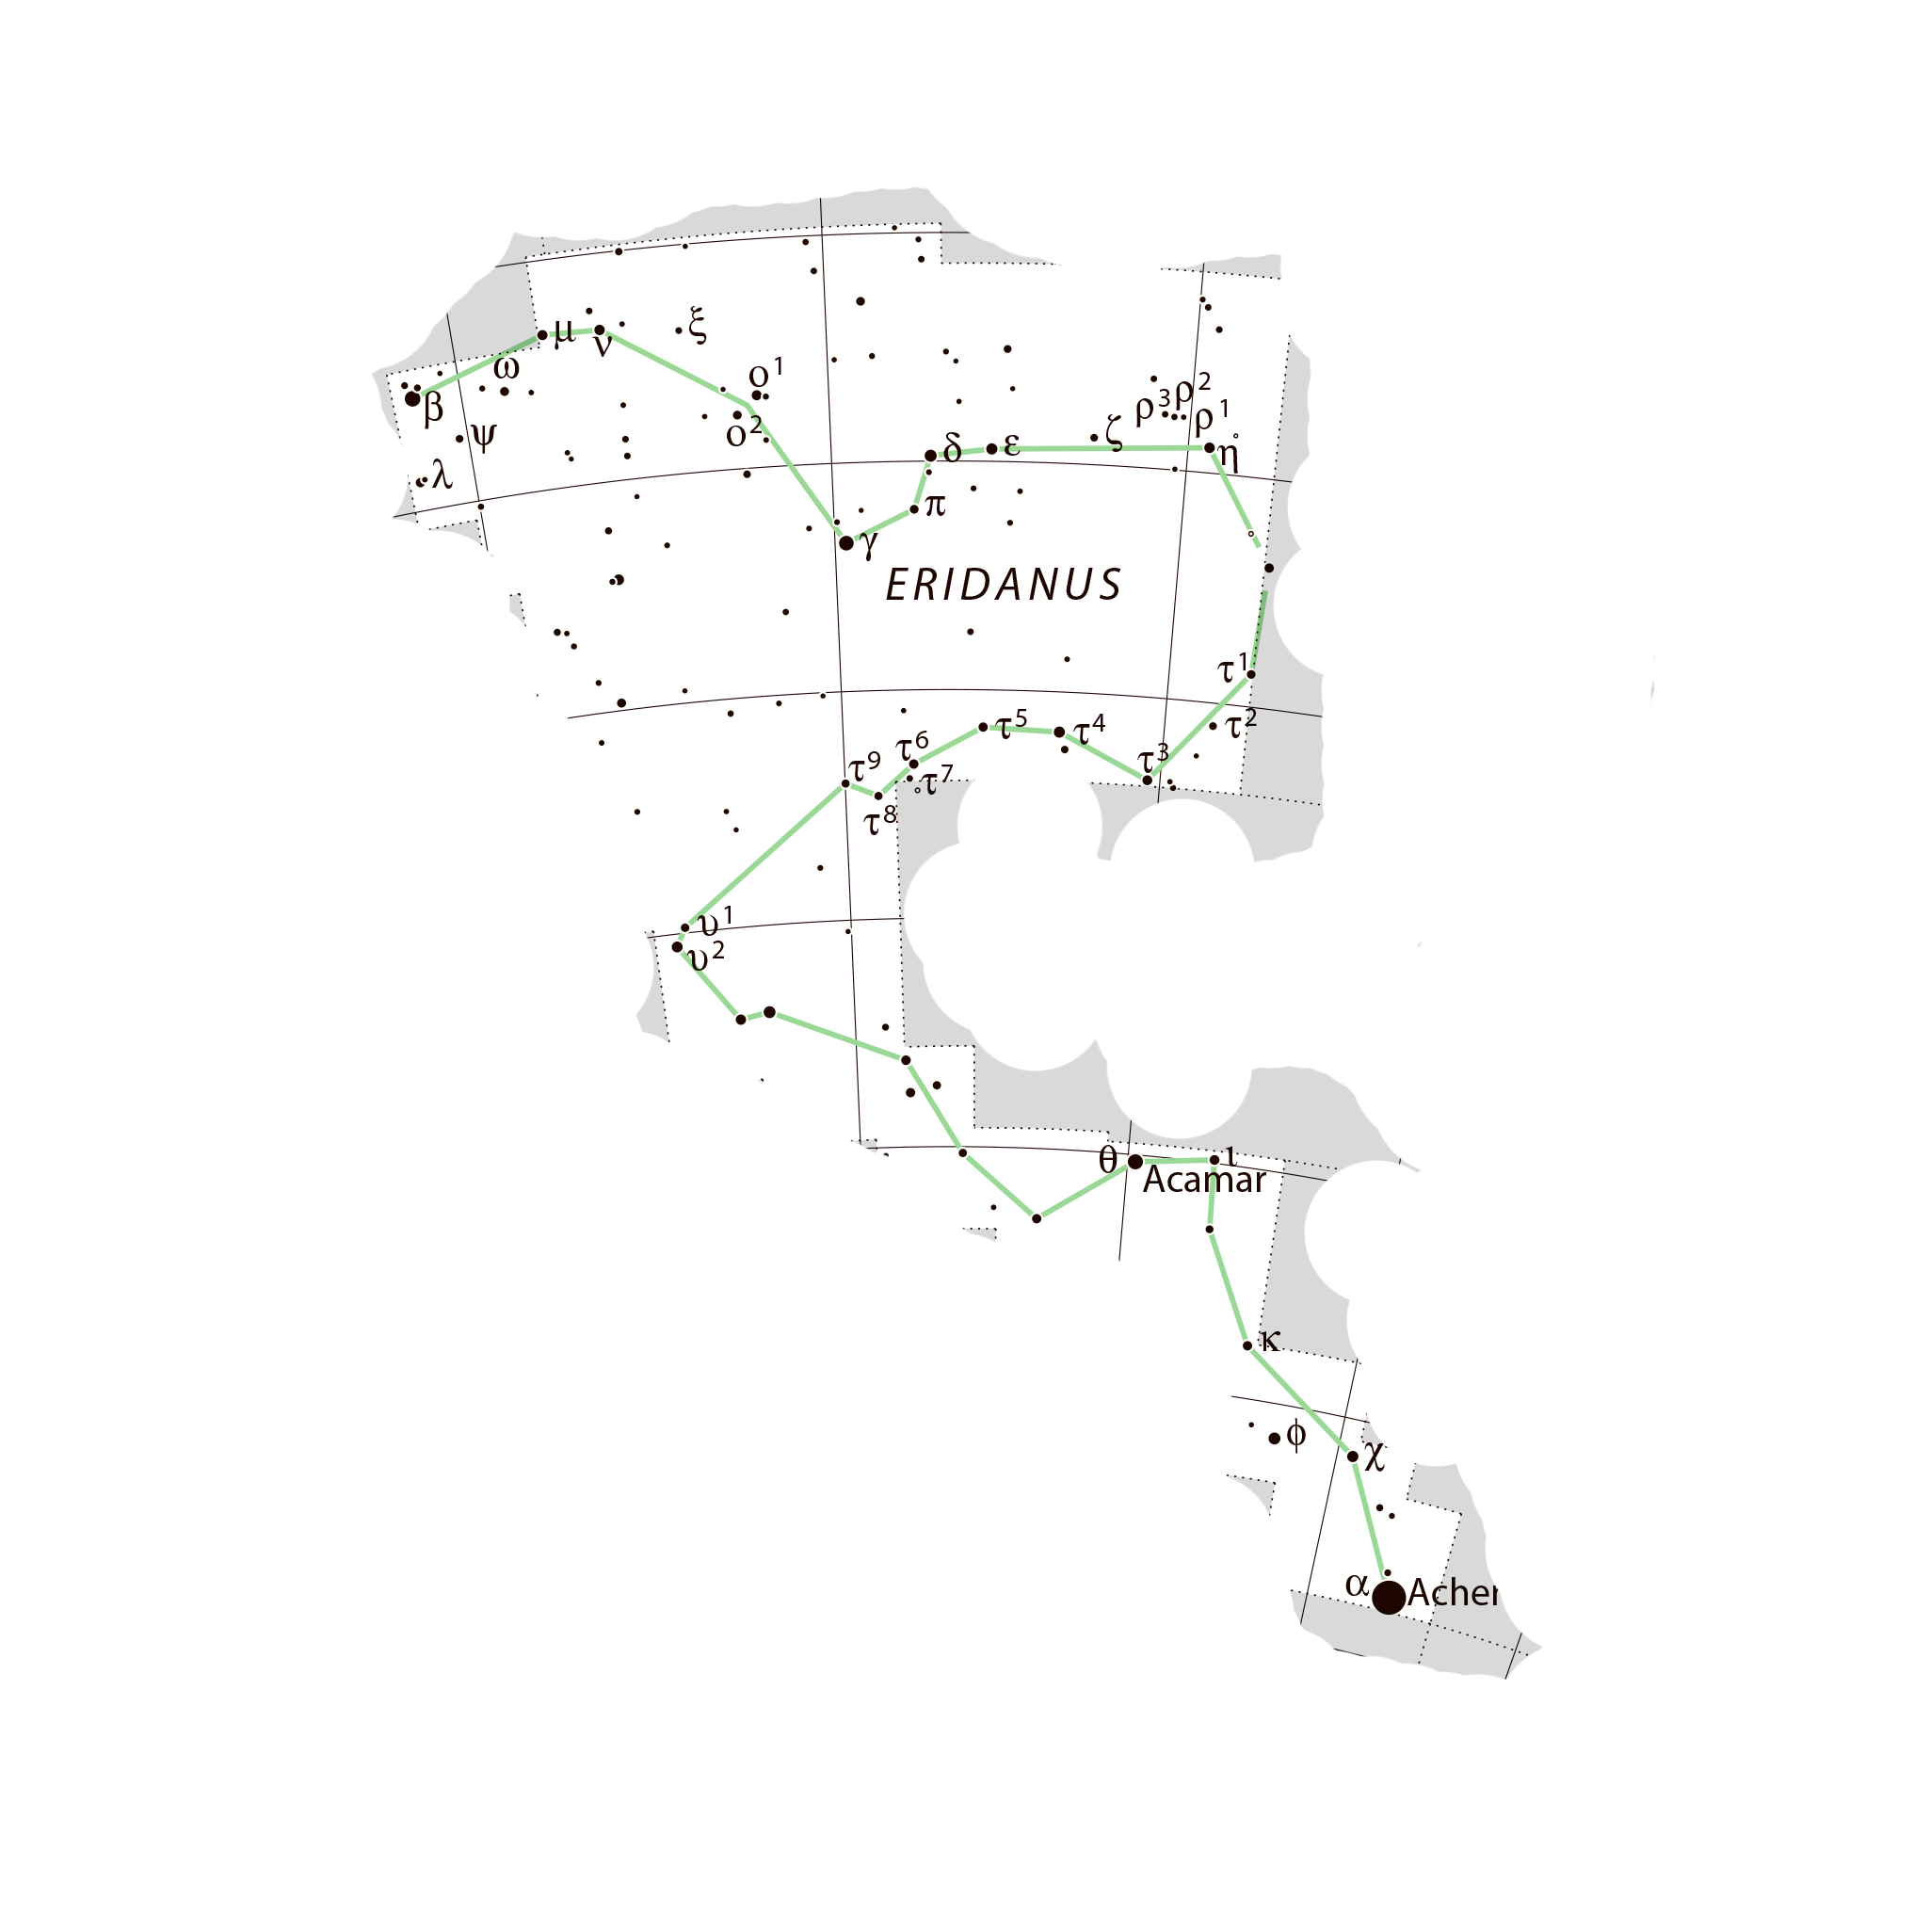 ξ
μ
ν
ω
ο1
ρ2
β
ρ3
ρ1
ο2
ζ
ψ
δ
ε
η
λ
π
γ
ERIDANUS
τ1
τ2
τ5
τ4
τ6
τ3
τ9
τ7
τ8
υ1
υ2
θ
ι
Acamar
κ
φ
χ
α
Acher